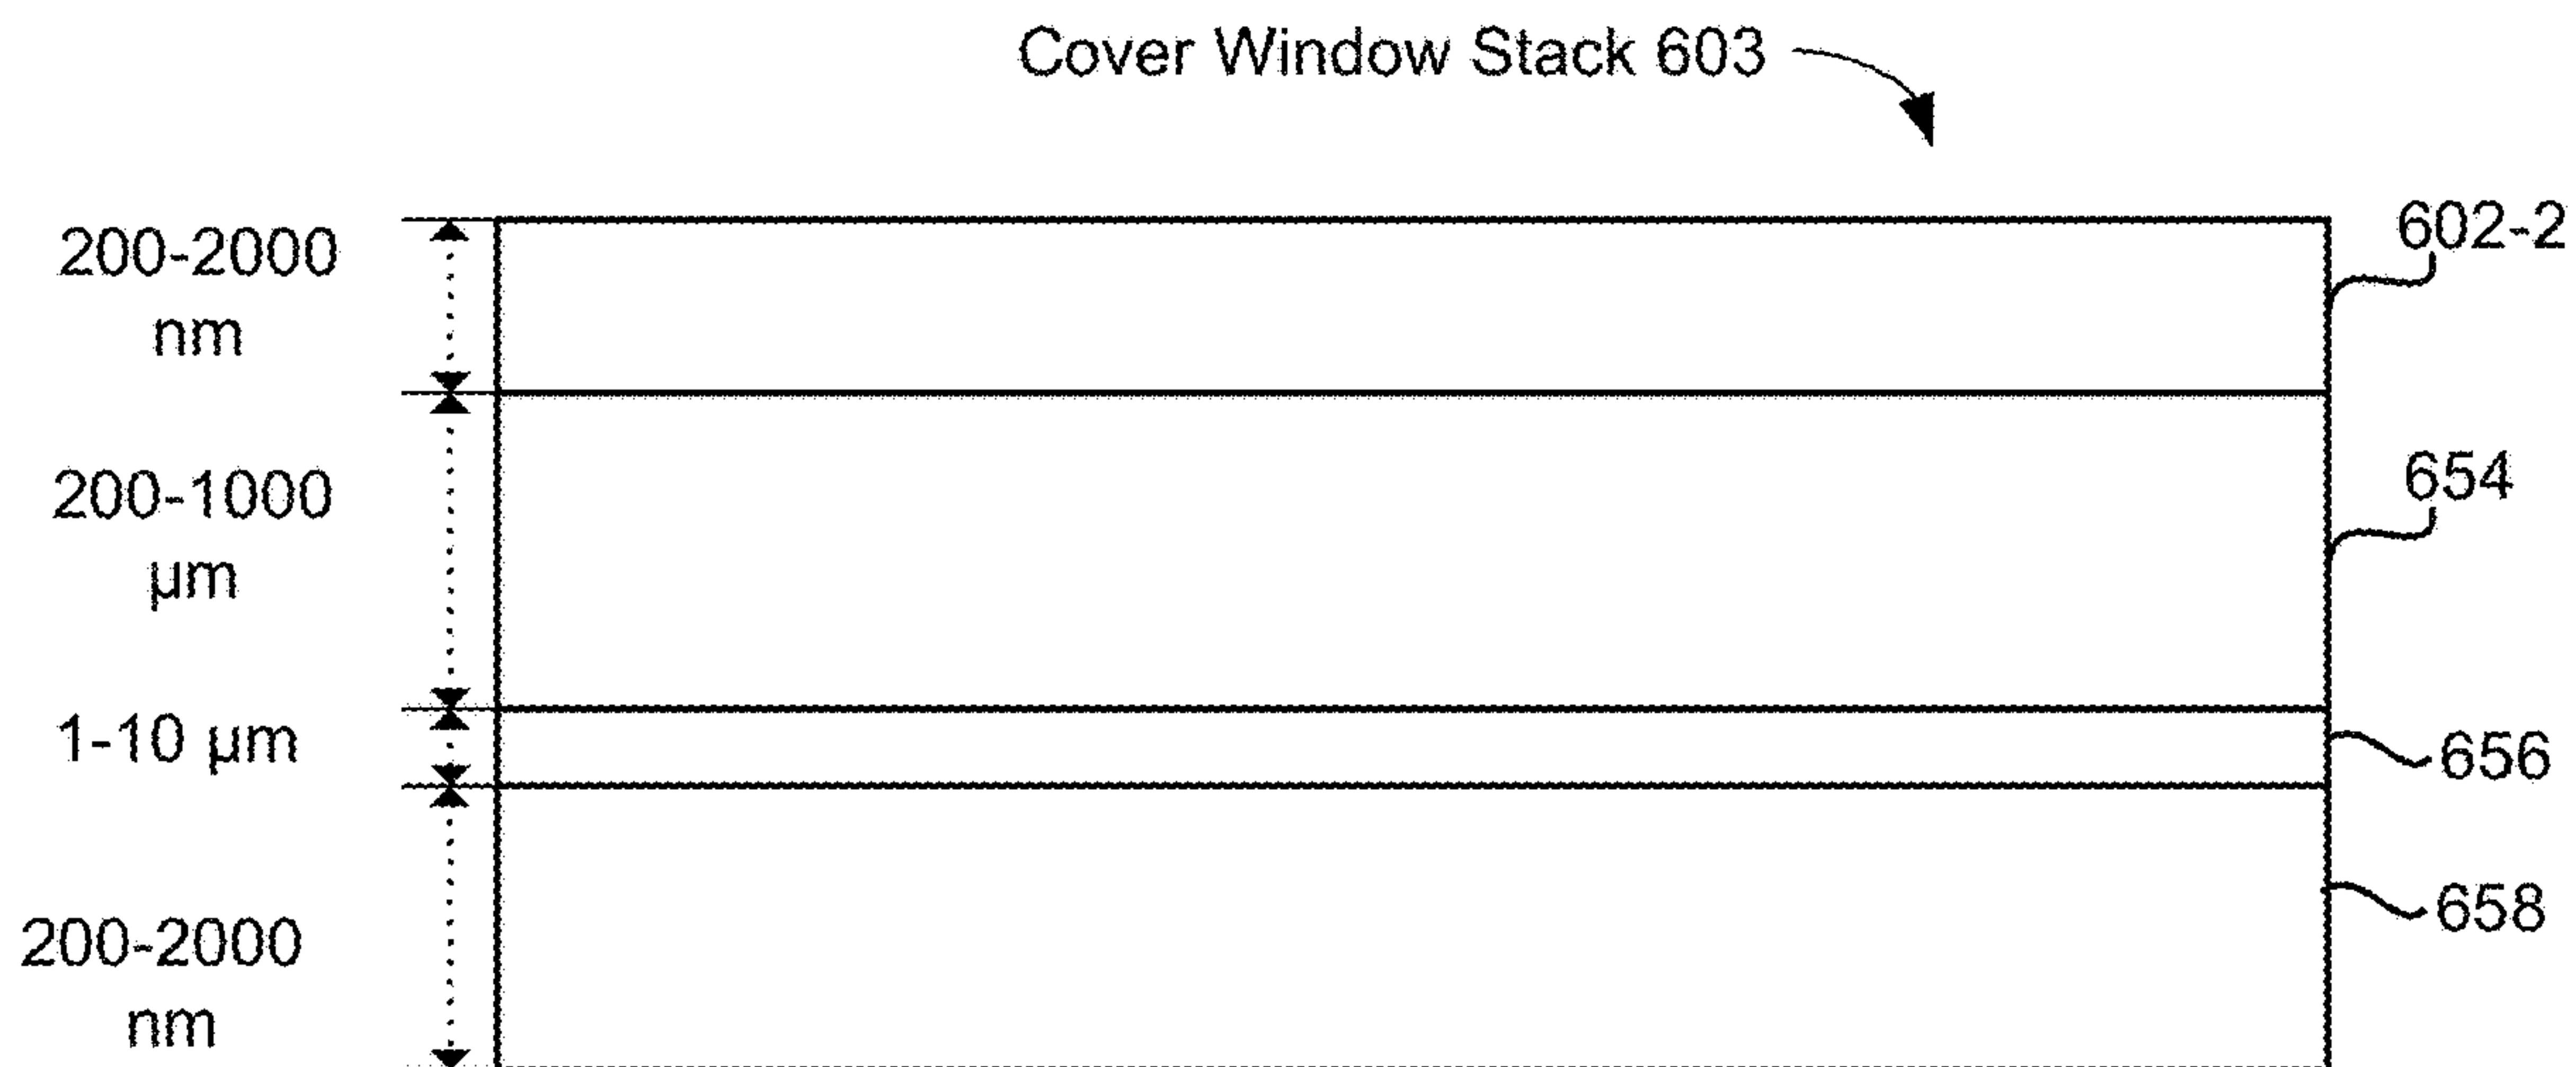 Cover Window Stack 603
602-2
200-2000
nm
654
200-1000
μm
656
1-10 μm
658
200-2000
nm